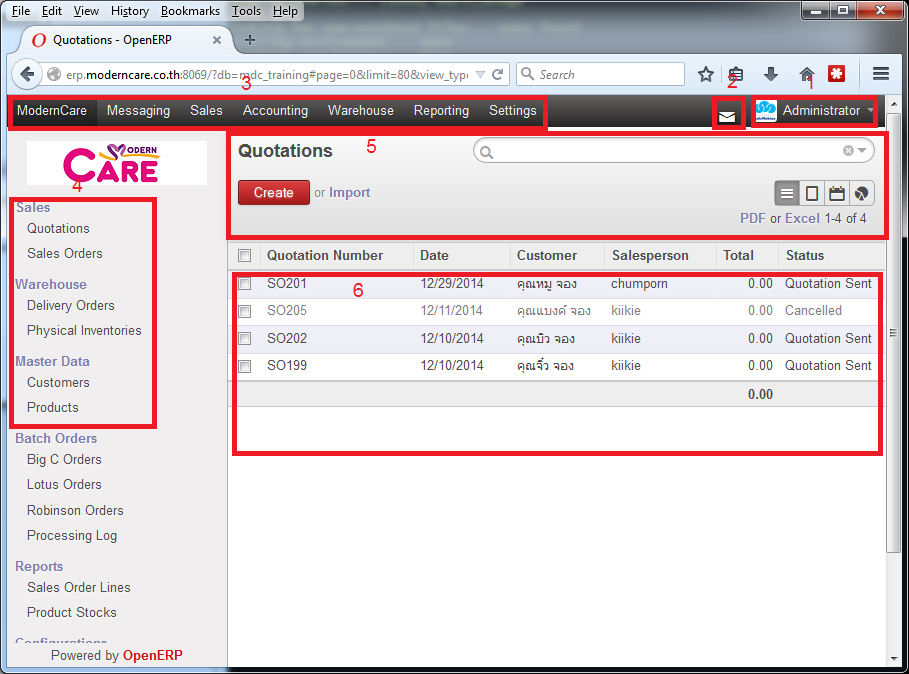 File Edit View History Bookmarks Tools Help
Quotations - OpenERP
erp.moderncare.co.th:8069/?db=mdc_training#page=0&limit=80&view_type
Search
3
2
1
ModernCare Messaging Sales Accounting Warehouse Reporting Settings Administrator
MODERN
CARE
4
Sales
Quotations
Sales Orders
Warehouse
Delivery Orders
Physical Inventories
Master Data
Customers
Products
Batch Orders
Big C Orders
Lotus Orders
Robinson Orders
Processing Log
Reports
Sales Order Lines
Product Stocks
Configurations
Powered by OpenERP
Quotations
5
Create or Import
PDF or Excel 1-4 of 4
Quotation Number Date Customer Salesperson Total Status
6
SO201 12/29/2014 คุณหมู จอง chumporn 0.00 Quotation Sent
SO205 12/11/2014 คุณแบงค์ จอง kiikie 0.00 Cancelled
SO202 12/10/2014 คุณบิว จอง kiikie 0.00 Quotation Sent
SO199 12/10/2014 คุณจิ๋ว จอง kiikie 0.00 Quotation Sent
0.00